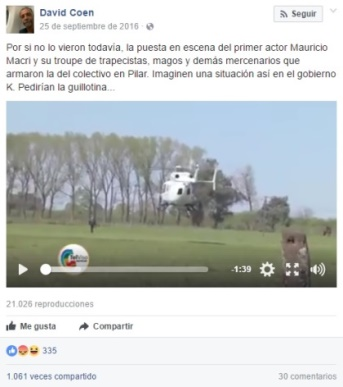 David Coen
25 de septiembre de 2016
Seguir
Por si no lo vieron todavía, la puesta en escena del primer actor Mauricio
Macri y su troupe de trapecistas, magos y demás mercenarios que
armaron la del colectivo en Pilar. Imaginen una situación así en el gobierno
K. Pedirían la guillotina...
-1:39
21.026 reproducciones
Me gusta
Compartir
335
1.061 veces compartido
30 comentarios